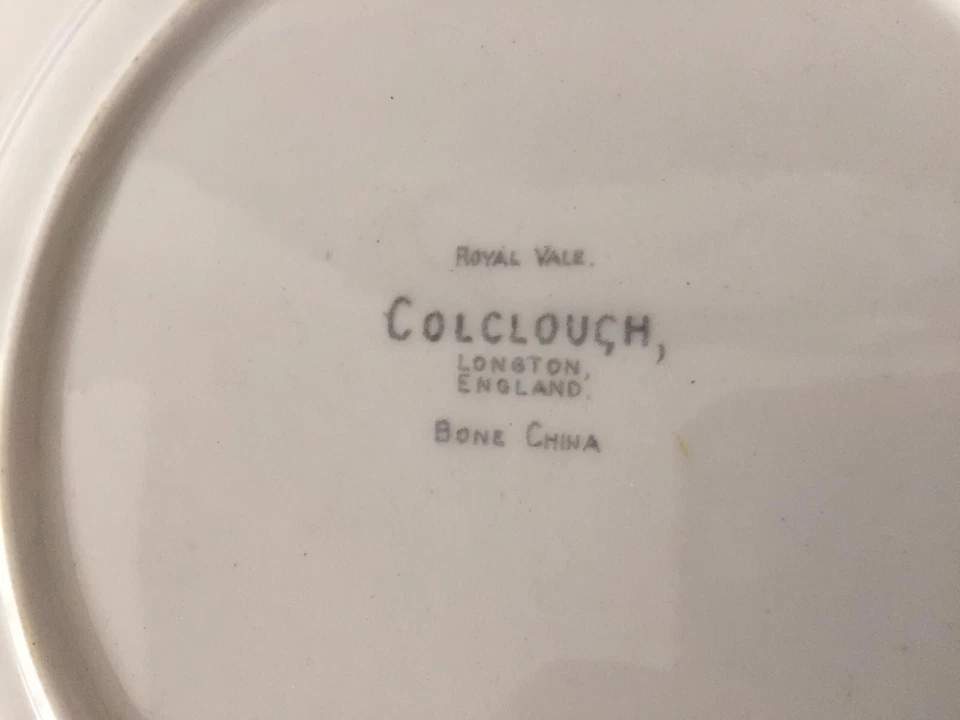 ROYAL VALE.
COLCLOUGH,
LONGTON,
ENGLAND.
BONE CHINA